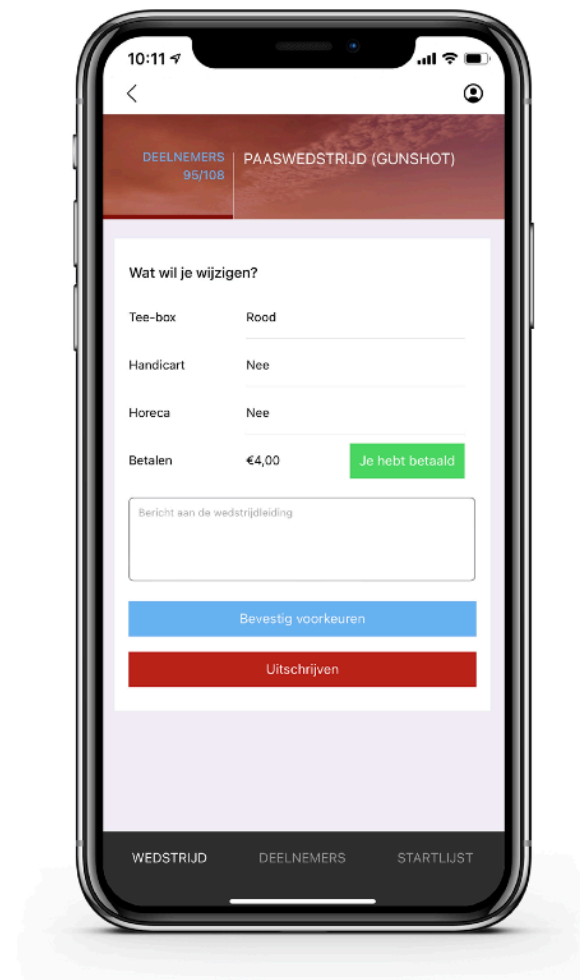 10:11
DEELNEMERS
95/108
PAASWEDSTRIJD (GUNSHOT)
Wat wil je wijzigen?
Tee-box Rood
Handicart Nee
Horeca Nee
Betalen €4,00 Je hebt betaald
Bericht aan de wedstrijdleiding
Bevestig voorkeuren
Uitschrijven
WEDSTRIJD DEELNEMERS STARTLIJST